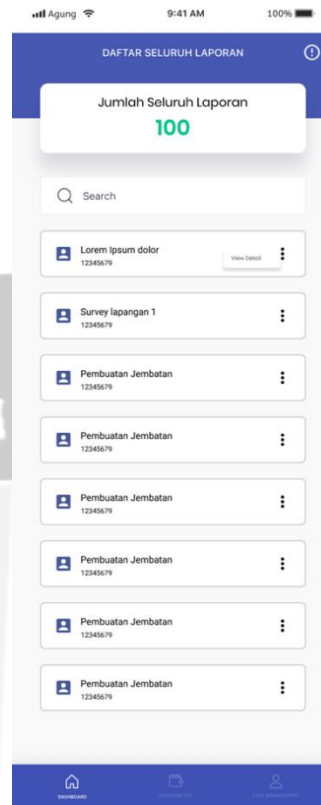 Agung
9:41 AM
100%
DAFTAR SELURUH LAPORAN
Jumlah Seluruh Laporan
100
Search
Lorem Ipsum dolor
12345679
View Detail
Survey lapangan 1
12345679
Pembuatan Jembatan
12345679
Pembuatan Jembatan
12345679
Pembuatan Jembatan
12345679
Pembuatan Jembatan
12345679
Pembuatan Jembatan
12345679
Pembuatan Jembatan
12345679
DASHBOARD